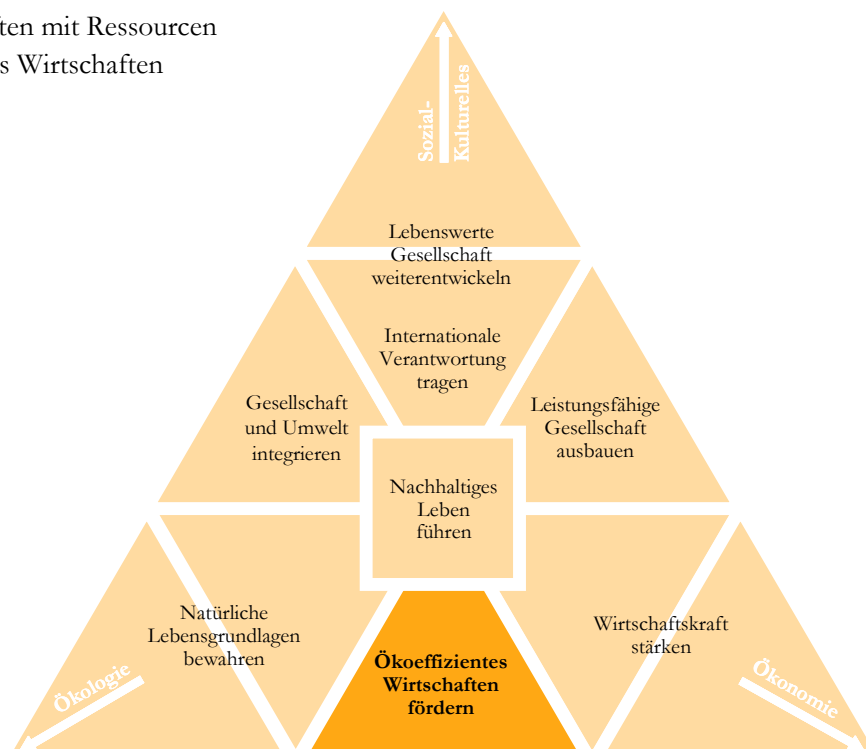 ften mit Ressourcen
s Wirtschaften
Sozial-
Kulturelles
Lebenswerte
Gesellschaft
weiterentwickeln
Internationale
Verantwortung
tragen
Gesellschaft
und Umwelt
integrieren
Leistungsfähige
Gesellschaft
ausbauen
Nachhaltiges
Leben
führen
Natürliche
Lebensgrundlagen
bewahren
Wirtschaftskraft
stärken
Ökoeffizientes
Wirtschaften
fördern
Ökologie
Ökonomie